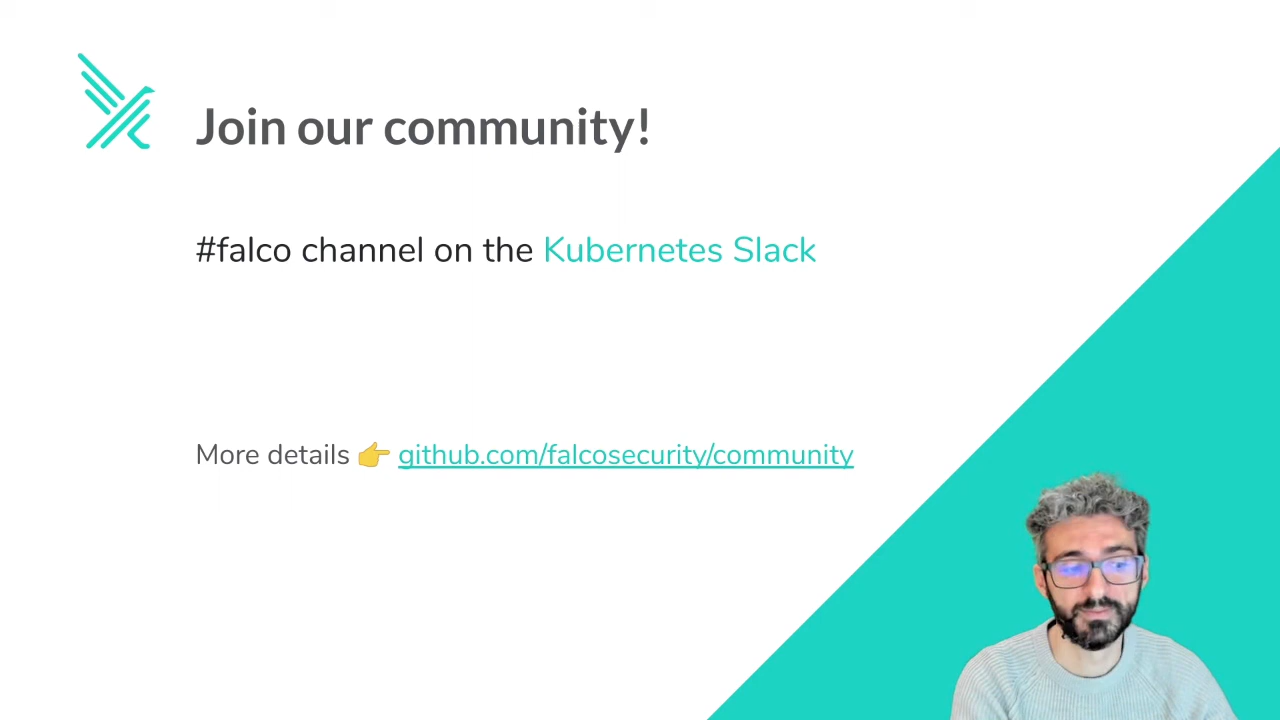 Join our community!
#falco channel on the Kubernetes Slack
More details 👉 github.com/falcosecurity/community